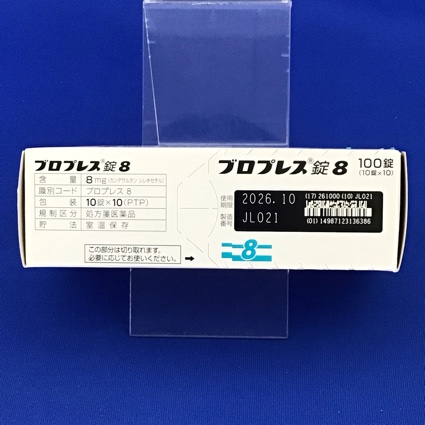 ブロプレス®錠8
含量 8mg(カンデサルタン シレキセチル)
識別コード ブロプレス8
包装 10錠×10(PTP)
規制区分 処方箋医薬品
貯法 室温保存
この部分は切り取れます。
必要に応じてお使いください。
ブロプレス®錠8 100錠
(10錠×10)
使用期限 2026.10
製造番号 JL021
(17)261000(10)JL021
(01)14987123136386
8